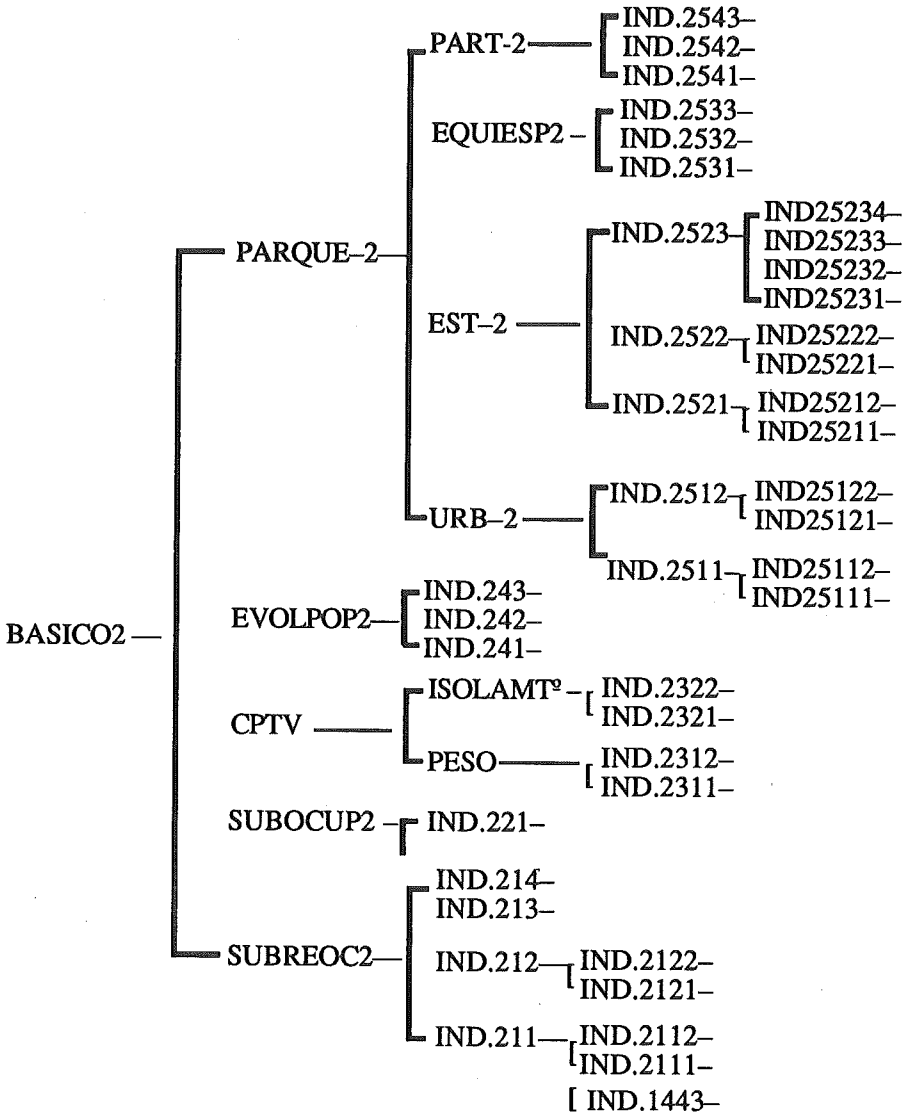 IND.2543–
PART-2 — IND.2542–
IND.2541–
IND.2533–
EQUIESP2 – IND.2532–
IND.2531–
IND25234–
IND.2523– IND25233–
PARQUE–2—
IND25232–
IND25231–
EST–2 —
IND.2522– IND25222–
IND25221–
IND.2521– IND25212–
IND25211–
IND.2512– IND25122–
URB–2 — IND25121–
IND.2511– IND25112–
IND25111–
IND.243–
EVOLPOP2— IND.242–
BASICO2 —
IND.241–
ISOLAMTº – IND.2322–
IND.2321–
CPTV —
PESO — IND.2312–
IND.2311–
SUBOCUP2 – IND.221–
IND.214–
IND.213–
SUBREOC2— IND.212— IND.2122–
IND.2121–
IND.211— IND.2112–
IND.2111–
[ IND.1443–